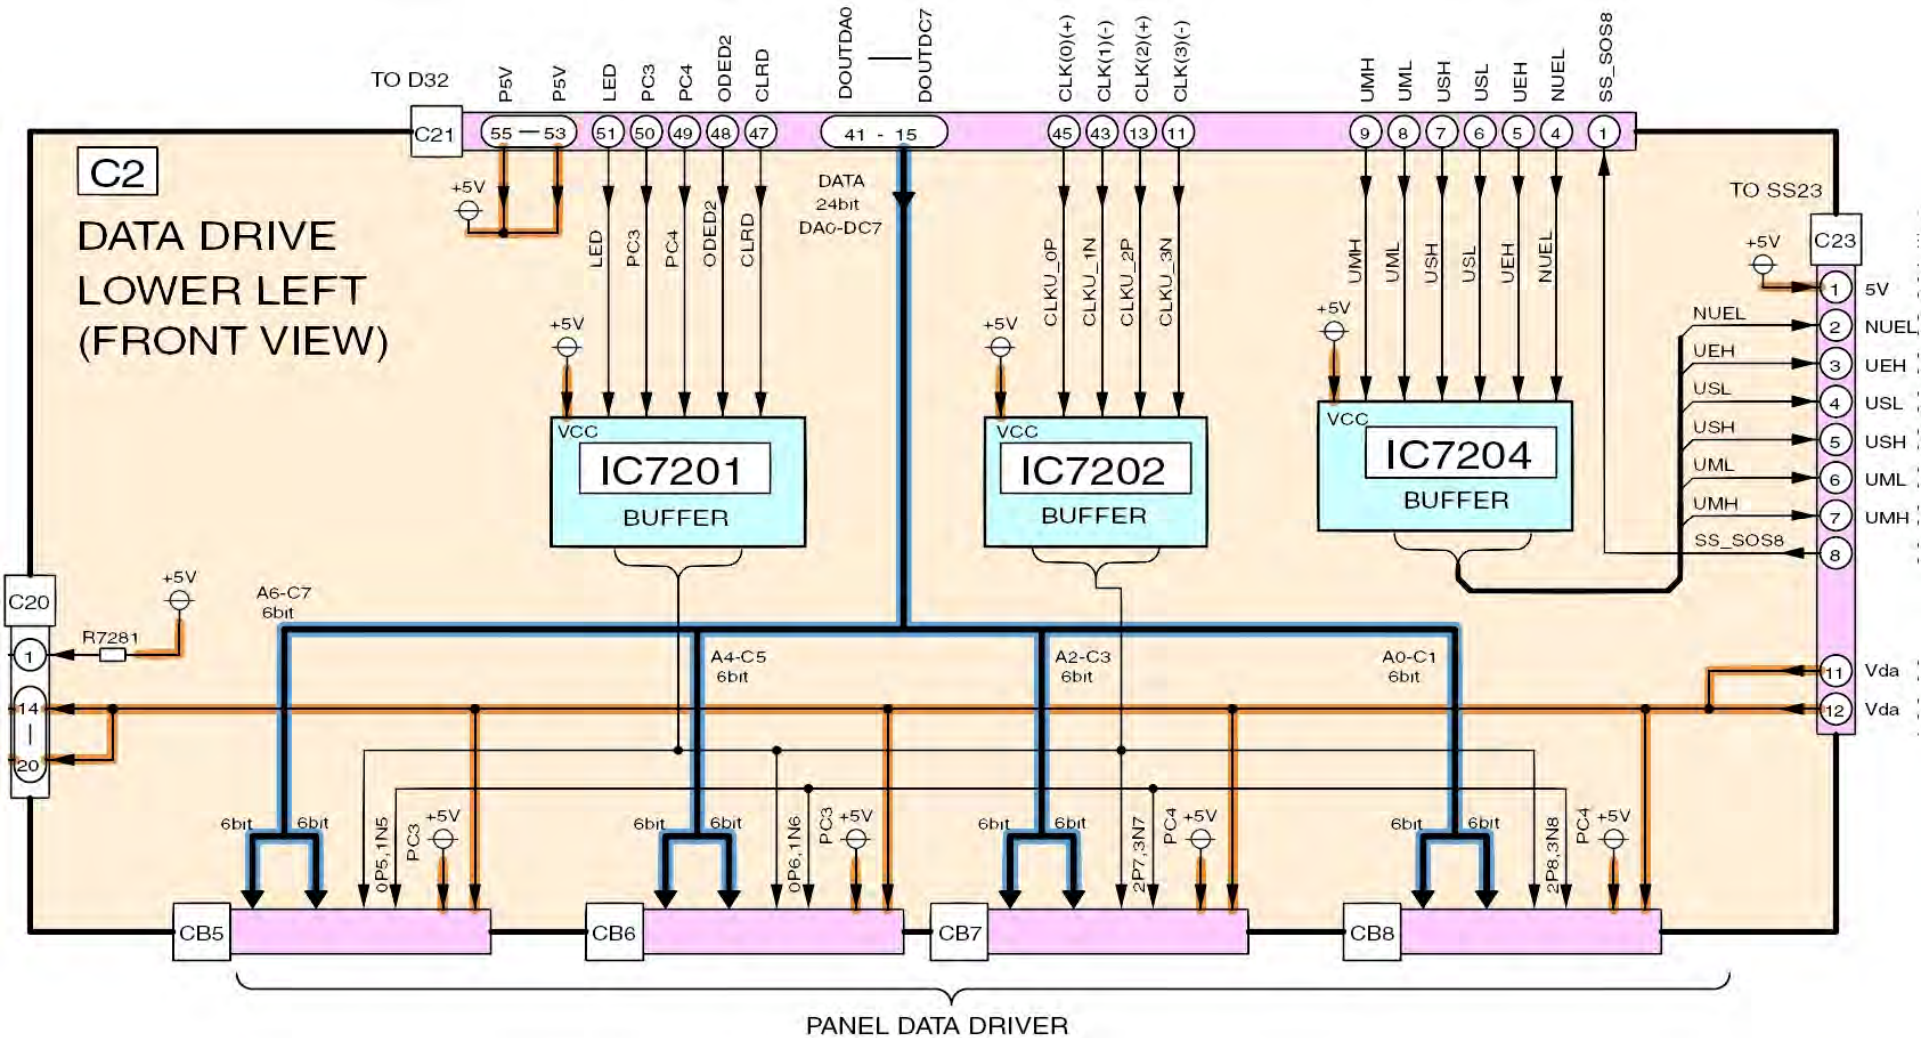 TO D32
P5V
P5V
LED
PC3
PC4
ODED2
CLRD
DOUTDA0
DOUTDC7
CLK(0)(+)
CLK(1)(-)
CLK(2)(+)
CLK(3)(-)
UMH
UML
USH
USL
UEH
NUEL
SS_SOS8
C21
55 — 53
51
50
49
48
47
41 - 15
45
43
13
11
9
8
7
6
5
4
1
C2
DATA DRIVE
LOWER LEFT
(FRONT VIEW)
+5V
DATA
24bit
DA0-DC7
LED
PC3
PC4
ODED2
CLRD
CLKU_0P
CLKU_1N
CLKU_2P
CLKU_3N
UMH
UML
USH
USL
UEH
NUEL
TO SS23
C23
+5V
1 5V
NUEL 2 NUEL
UEH 3 UEH
USL 4 USL
USH 5 USH
UML 6 UML
UMH 7 UMH
SS_SOS8 8
11 Vda
12 Vda
+5V
VCC
IC7201
BUFFER
+5V
VCC
IC7202
BUFFER
+5V
VCC
IC7204
BUFFER
C20
+5V
R7281
1
14
20
A6-C7
6bit
A4-C5
6bit
A2-C3
6bit
A0-C1
6bit
6bit 6bit
0P5,1N5
PC3
+5V
6bit 6bit
0P6,1N6
PC3
+5V
6bit 6bit
2P7,3N7
PC4
+5V
6bit 6bit
2P8,3N8
PC4
+5V
CB5
CB6
CB7
CB8
PANEL DATA DRIVER